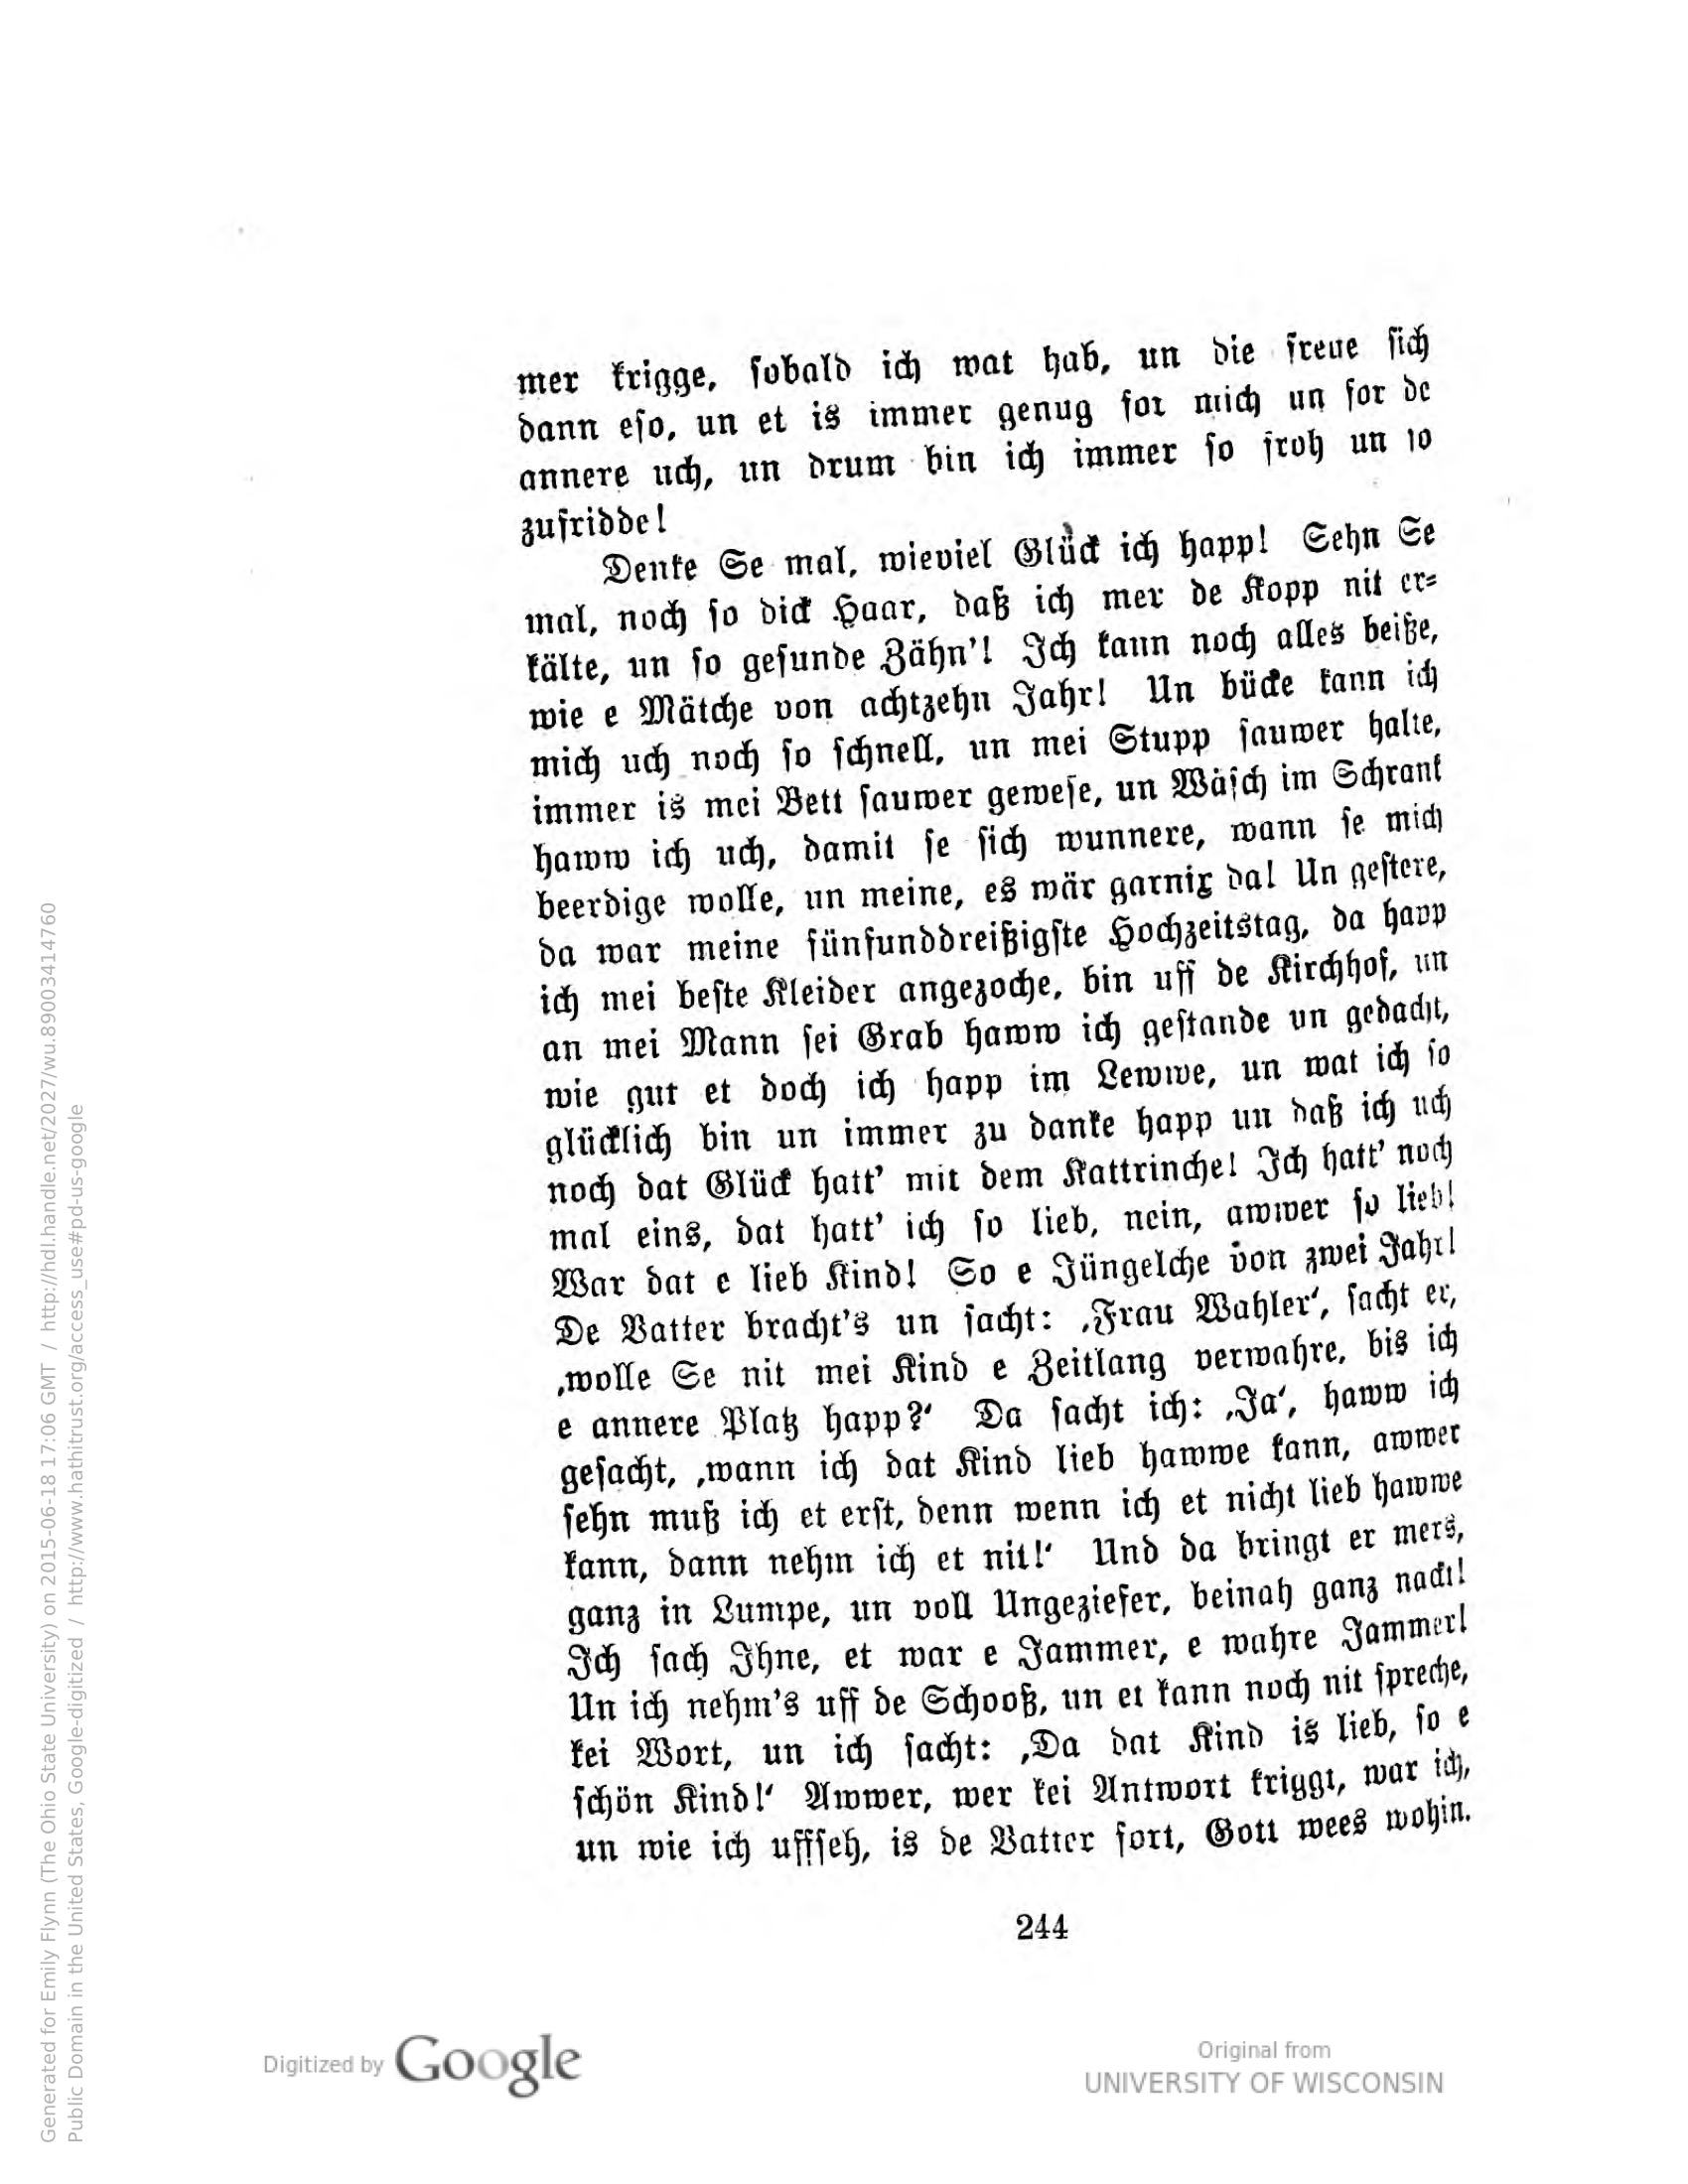 mer krigge, sobald ich wat hab, un die freue sich
dann eso, un et is immer genug for mich un for de
annere uch, un drum bin ich immer so froh un so
zufridde!
Denke Se mal, wieviel Glück ich happ! Sehn Se
mal, noch so dick Haar, daß ich mer de Kopp nit er-
kälte, un so gesunde Zähn'! Ich kann noch alles beiße,
wie e Mätche von achtzehn Jahr! Un bücke kann ich
mich uch noch so schnell, un mei Stupp sauwer halte,
immer is mei Bett sauwer gewese, un Wäsch im Schrank
haww ich uch, damit se sich wunnere, wann se mich
beerdige wolle, un meine, es wär garnix da! Un gestere,
da war meine fünfunddreißigste Hochzeitstag, da happ
ich mei beste Kleider angezoche, bin uff de Kirchhof, un
an mei Mann sei Grab haww ich gestande un gedacht,
wie gut et doch ich happ im Lewwe, un wat ich so
glücklich bin un immer zu danke happ un daß ich uch
noch dat Glück hatt' mit dem Kattrinche! Ich hatt' noch
mal eins, dat hatt' ich so lieb, nein, awwer so lieb!
War dat e lieb Kind! So e Jüngelche von zwei Jahr!
De Vatter bracht's un sacht: ‚Frau Wahler‘, sacht er,
‚wolle Se nit mei Kind e Zeitlang verwahre, bis ich
e annere Platz happ?‘ Da sacht ich: ‚Ja‘, haww ich
gesacht, ‚wann ich dat Kind lieb hawwe kann, awwer
sehn muß ich et erst, denn wenn ich et nicht lieb hawwe
kann, dann nehm ich et nit!‘ Und da bringt er mers,
ganz in Lumpe, un voll Ungeziefer, beinah ganz nackt!
Ich sach Ihne, et war e Jammer, e wahre Jammer!
Un ich nehm's uff de Schooß, un et kann noch nit spreche,
kei Wort, un ich sacht: ‚Da dat Kind is lieb, so e
schön Kind!‘ Awwer, wer kei Antwort kriggt, war ich,
un wie ich uffseh, is de Vatter fort, Gott wees wohin.
244
Digitized by Google
Original from
UNIVERSITY OF WISCONSIN
Generated for Emily Flynn (The Ohio State University) on 2015-06-18 17:06 GMT / http://hdl.handle.net/2027/wu.89003414760
Public Domain in the United States, Google-digitized / http://www.hathitrust.org/access_use#pd-us-google